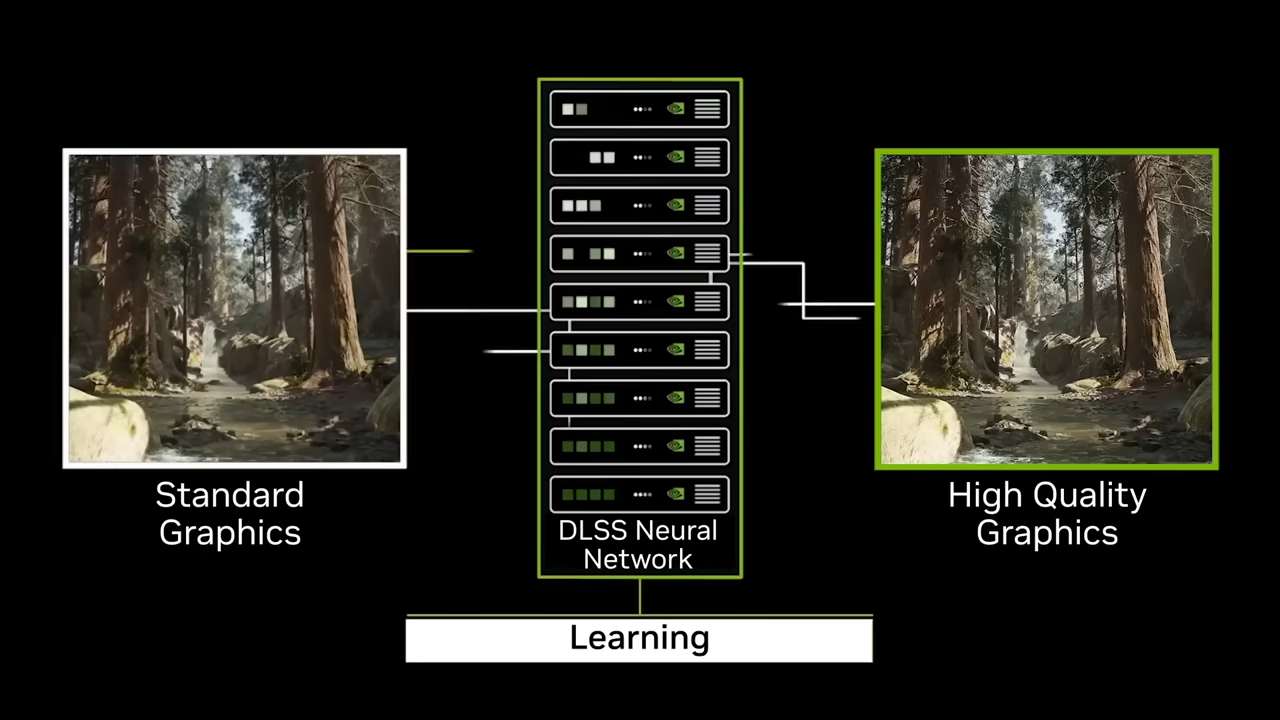 Standard
Graphics
DLSS Neural
Network
High Quality
Graphics
Learning